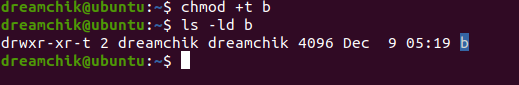 dreamchik@ubuntu:~$ chmod +t b
dreamchik@ubuntu:~$ ls -ld b
drwxr-xr-t 2 dreamchik dreamchik 4096 Dec  9 05:19 b
dreamchik@ubuntu:~$